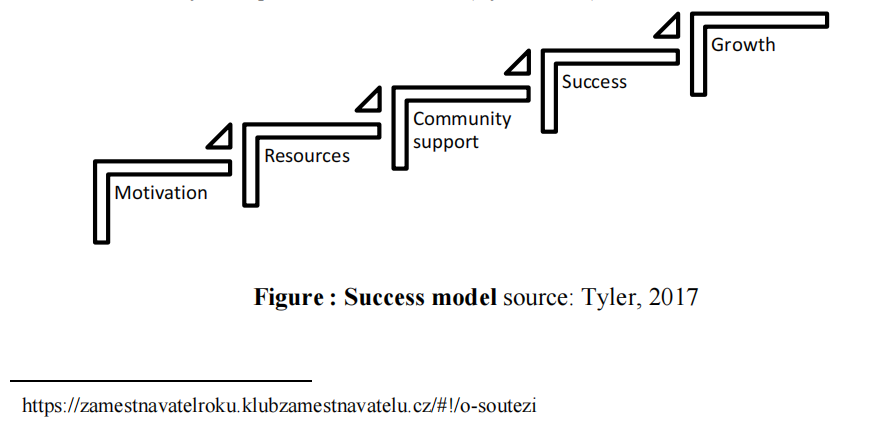 Growth
Success
Community
support
Resources
Motivation
Figure : Success model source: Tyler, 2017
https://zamestnavatelroku.klubzamestnavatelu.cz/#!/o-soutezi